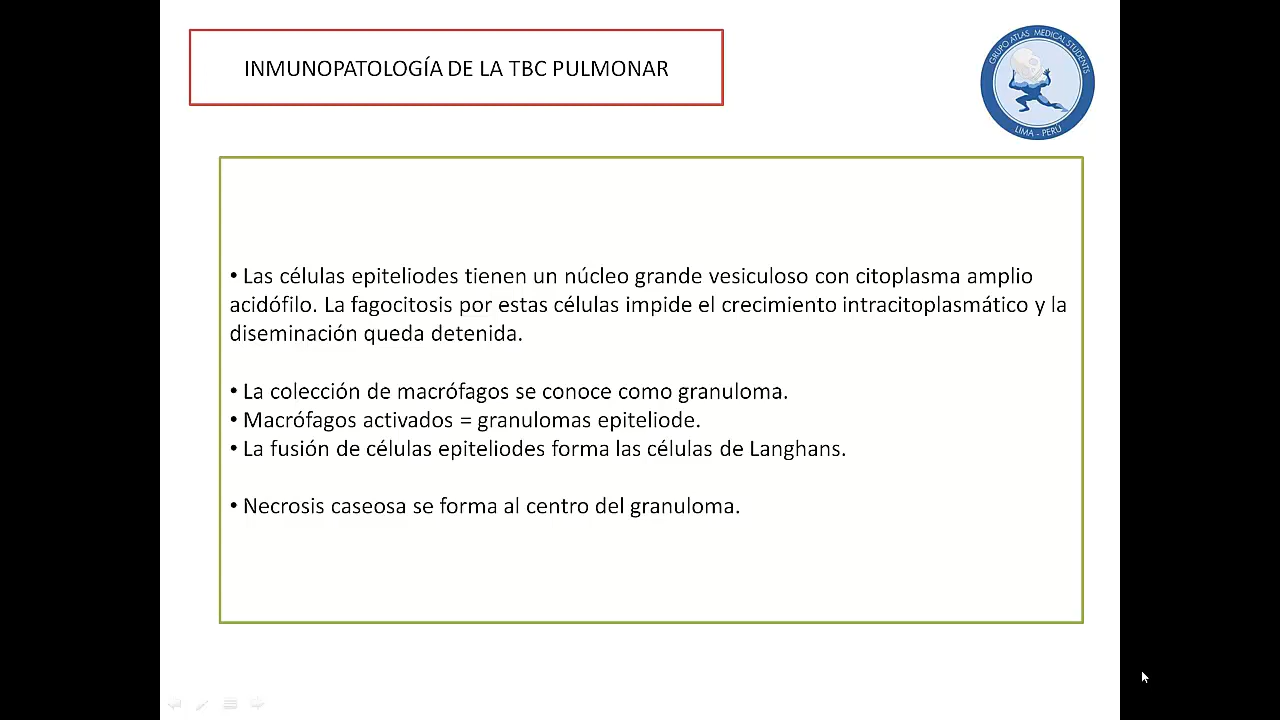 INMUNOPATOLOGÍA DE LA TBC PULMONAR
GRUPO ATLAS MEDICAL STUDENTS
LIMA - PERÚ
• Las células epiteliodes tienen un núcleo grande vesiculoso con citoplasma amplio
acidófilo. La fagocitosis por estas células impide el crecimiento intracitoplasmático y la
diseminación queda detenida.
• La colección de macrófagos se conoce como granuloma.
• Macrófagos activados = granulomas epiteliode.
• La fusión de células epiteliodes forma las células de Langhans.
• Necrosis caseosa se forma al centro del granuloma.